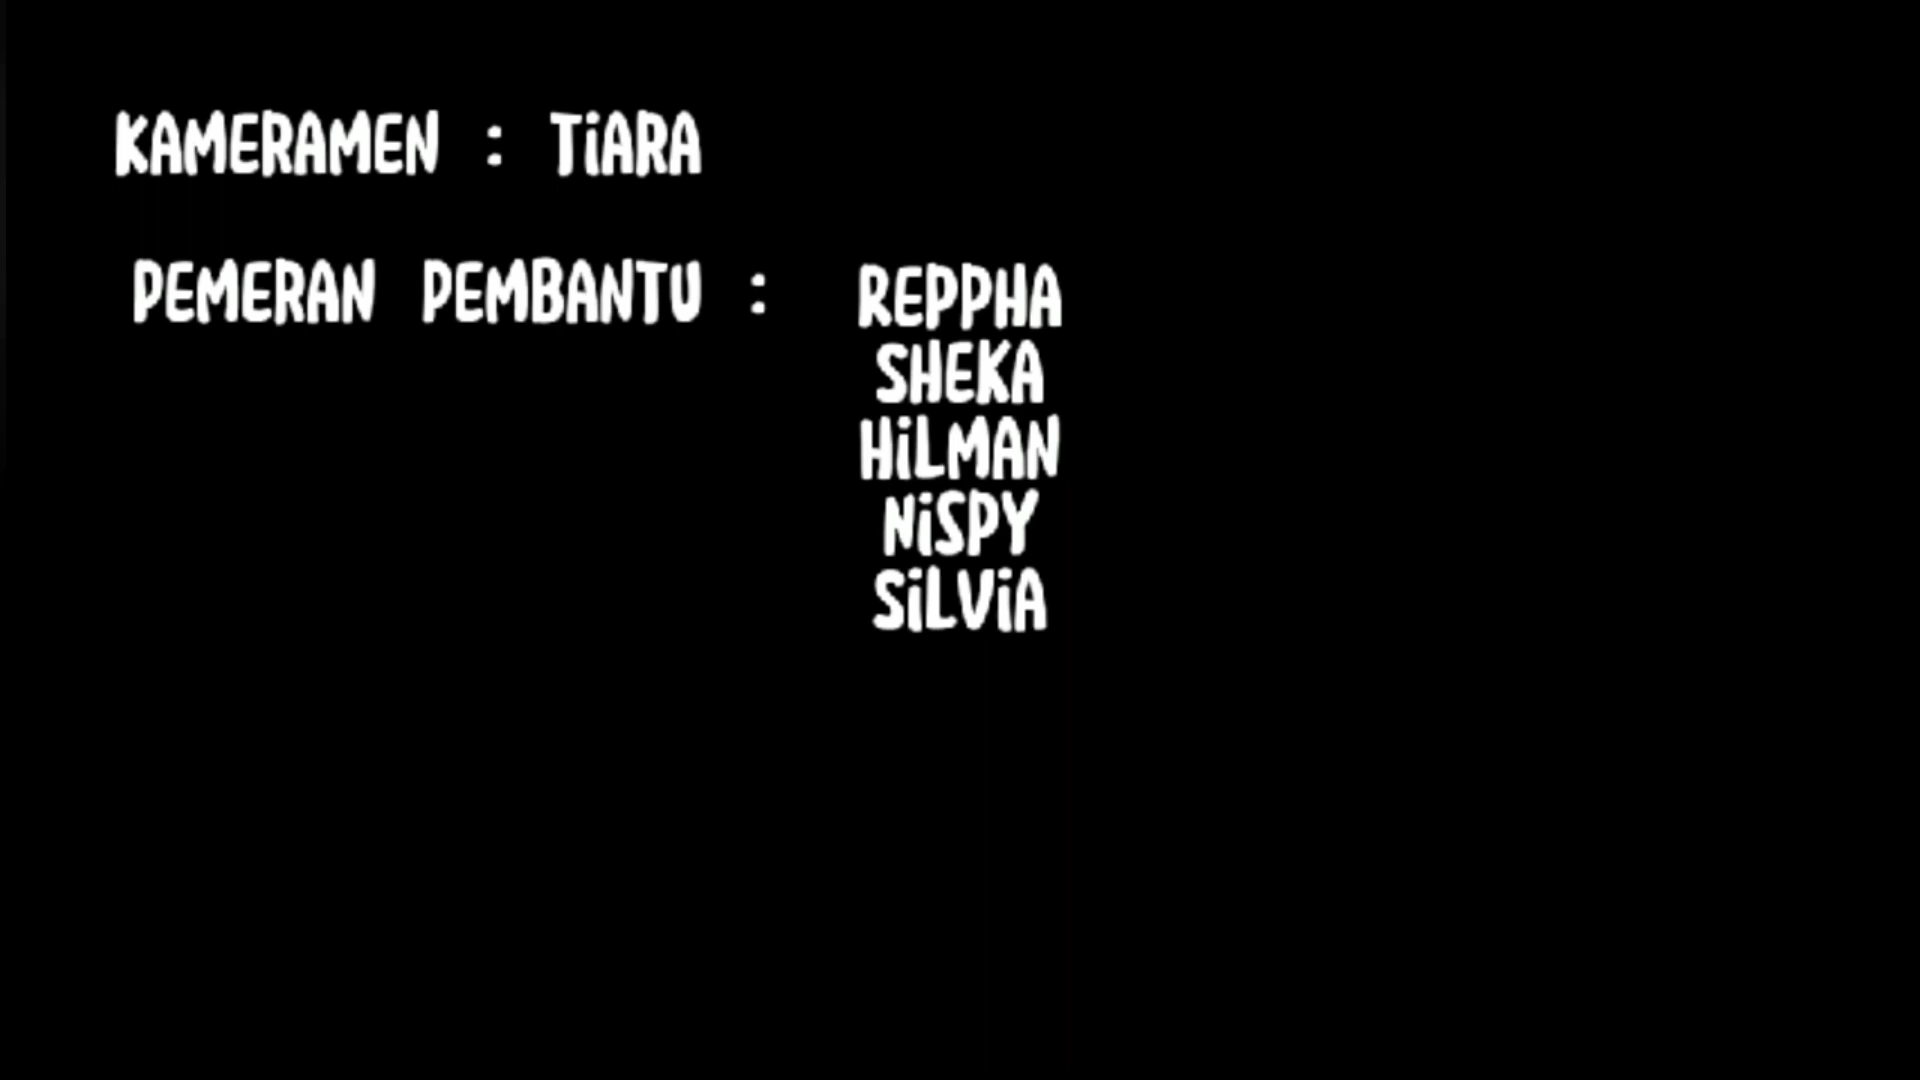 KAMERAMEN : TiARA
PEMERAN PEMBANTU : REPPHA
SHEKA
HiLMAN
NiSPY
SiLViA